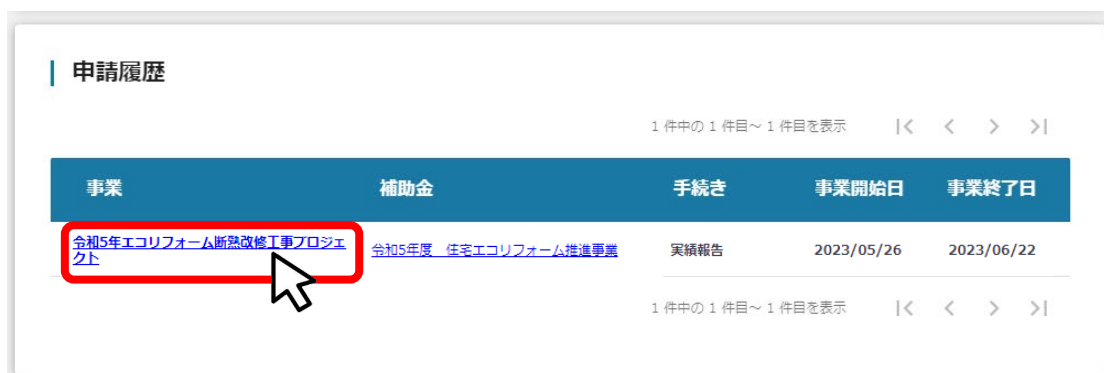 申請履歴
1 件中の 1 件目～ 1 件目を表示
事業 補助金 手続き 事業開始日 事業終了日
令和5年エコリフォーム断熱改修工事プロジェ
クト
令和5年度 住宅エコリフォーム推進事業 実績報告 2023/05/26 2023/06/22
1 件中の 1 件目～ 1 件目を表示